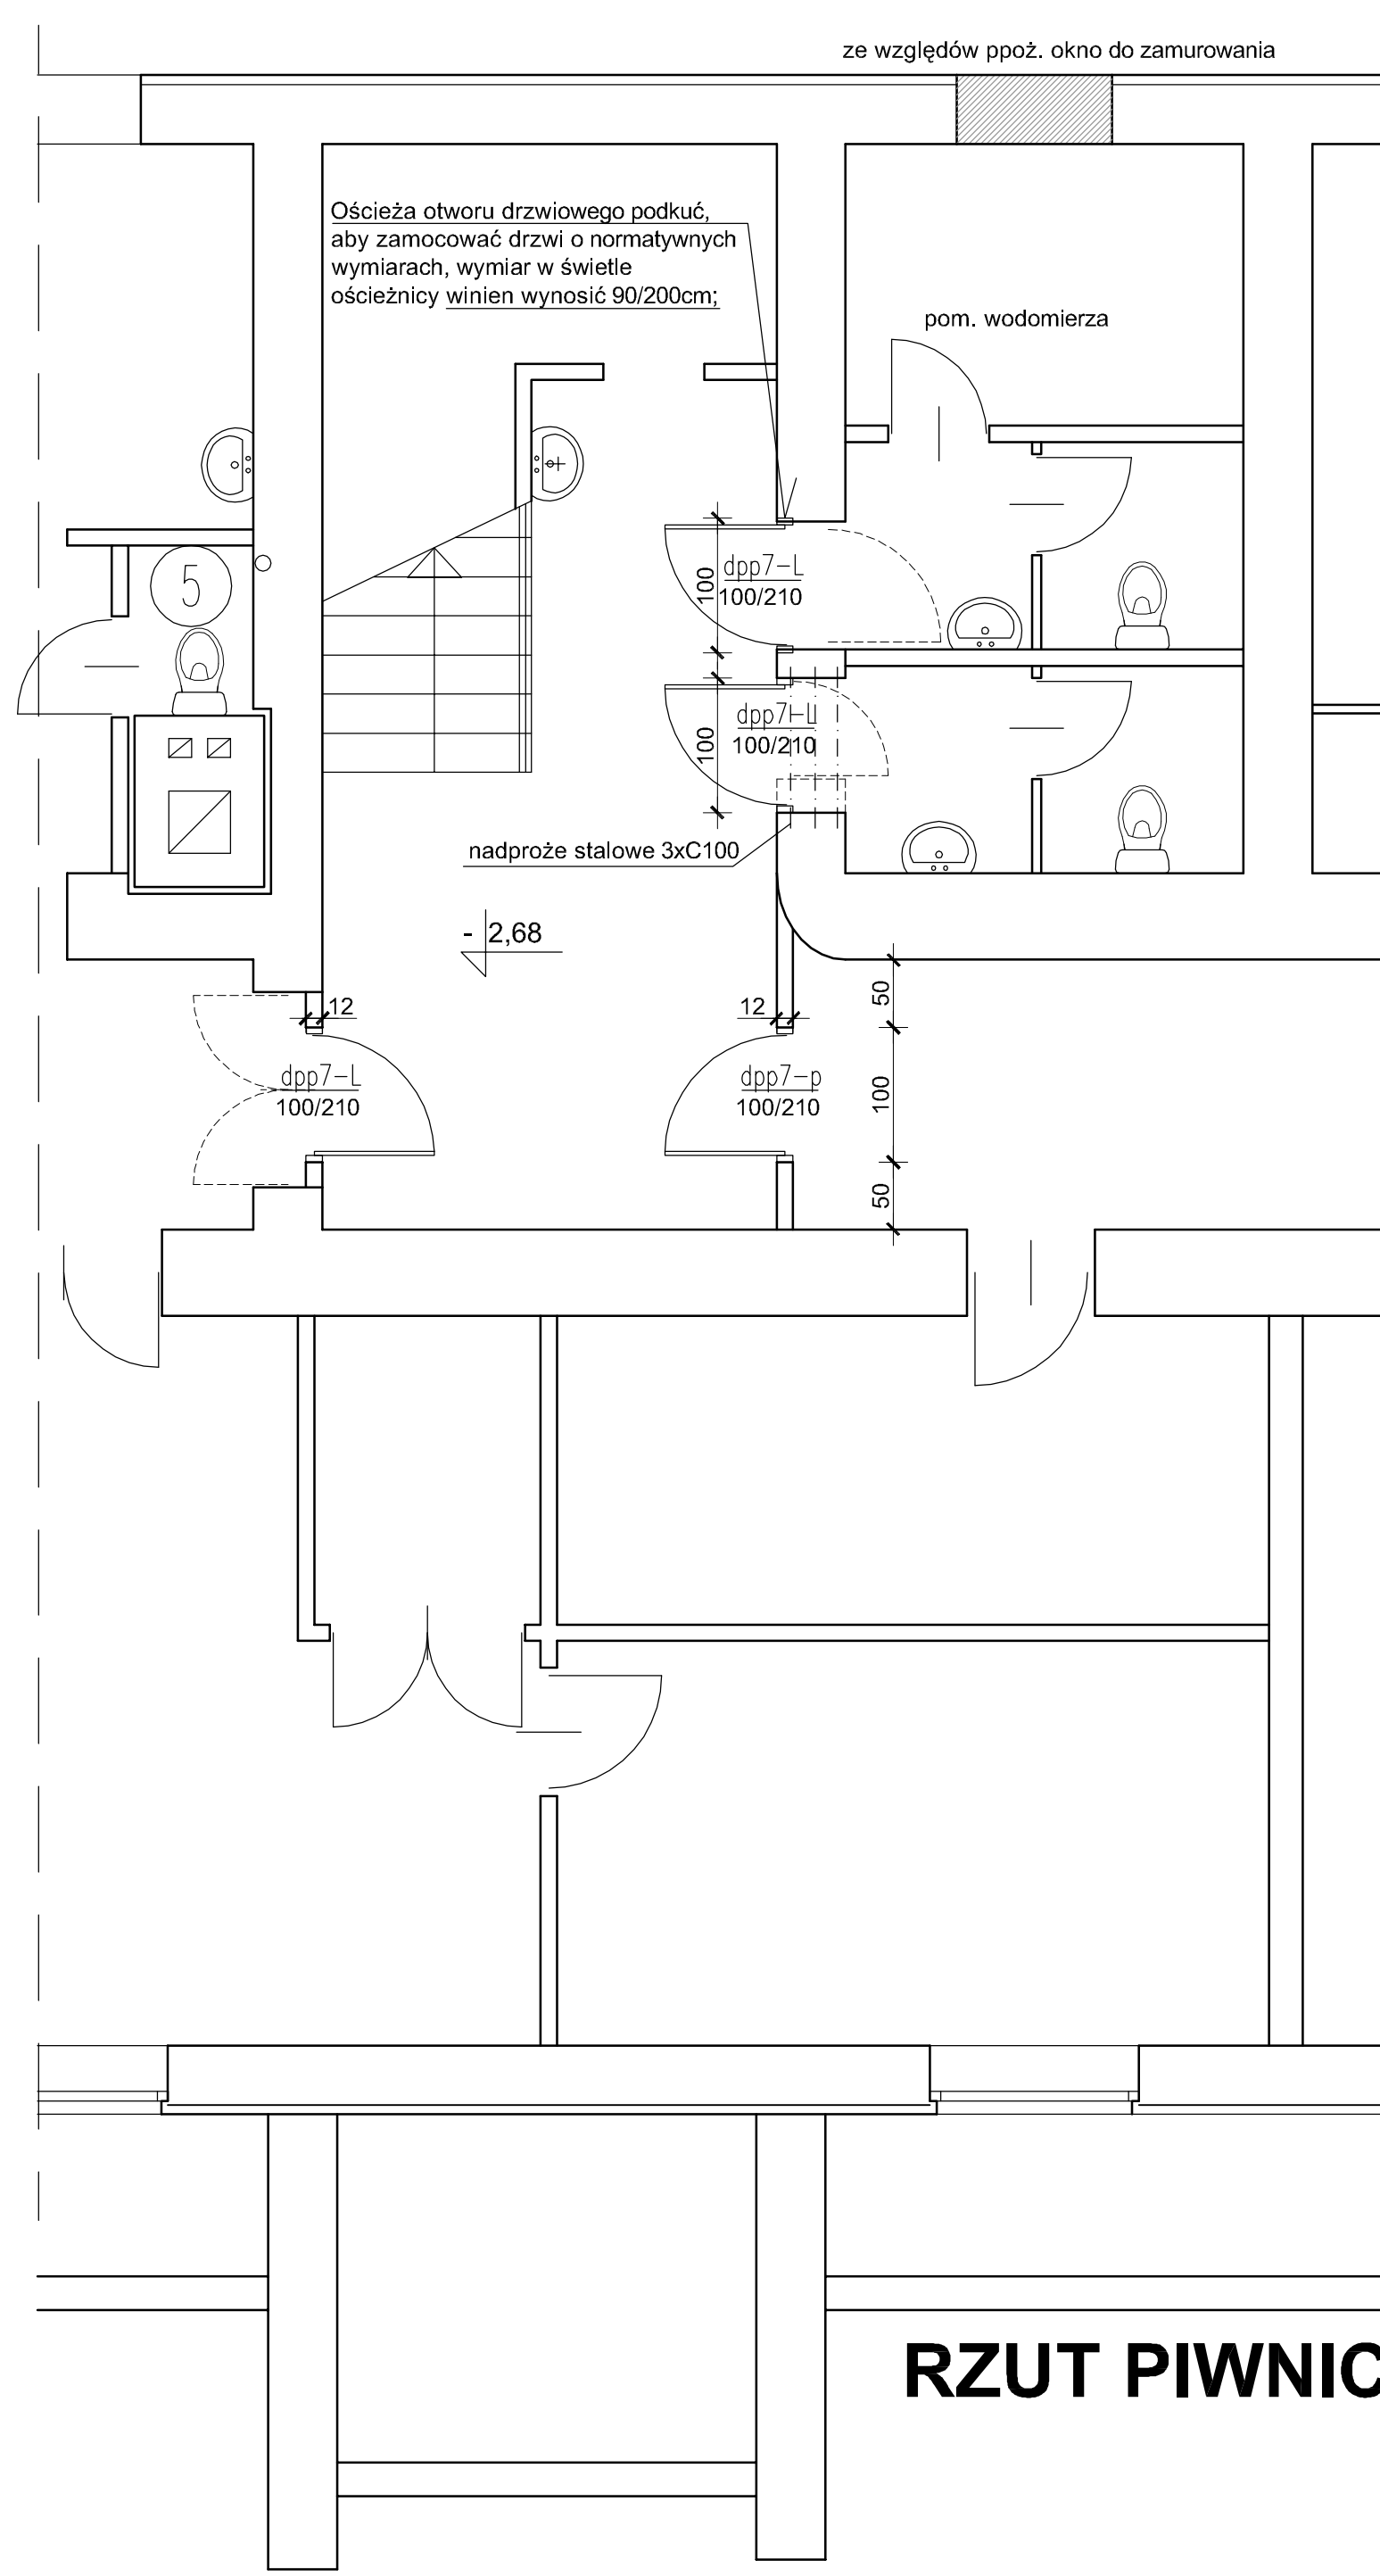 ze względów ppoż. okno do zamurowania
Ościeża otworu drzwiowego podkuć,
aby zamocować drzwi o normatywnych
wymiarach, wymiar w świetle
ościeżnicy winien wynosić 90/200cm;
pom. wodomierza
5
100
dpp7-L
100/210
100
dpp7-L
100/210
nadproże stalowe 3xC100
- 2,68
12
12
50
dpp7-L
100/210
dpp7-p
100/210
100
50
RZUT PIWNIC